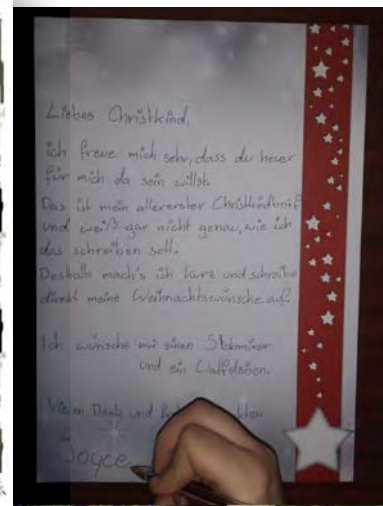 Liebes Christkind,
ich freue mich sehr, dass du heuer
für mich da sein willst.
Das ist mein allererster Christkindbrief
und weiß gar nicht genau, wie ich
das schreiben soll.
Deshalb mach's ich kurz und schreibe
direkt meine Weihnachtswünsche auf:
Ich wünsche mir einen Stabmixer
und ein Waffeleisen.
Vielen Dank und
Joyce